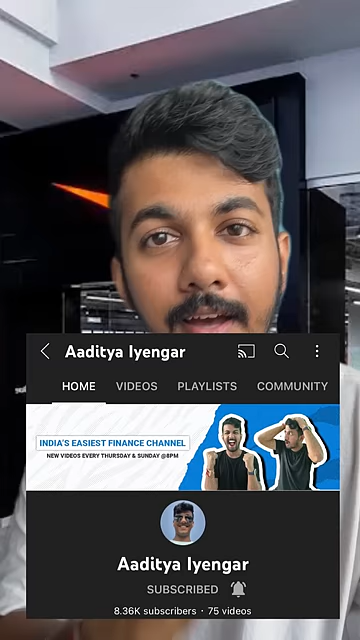 Aaditya Iyengar
HOME VIDEOS PLAYLISTS COMMUNITY
INDIA'S EASIEST FINANCE CHANNEL
NEW VIDEOS EVERY THURSDAY & SUNDAY @8PM
Aaditya Iyengar
SUBSCRIBED
8.36K subscribers · 75 videos